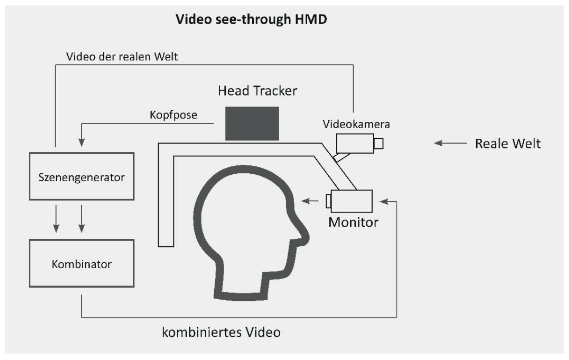 Video see-through HMD
Video der realen Welt
Head Tracker
Kopfpose
Videokamera
Reale Welt
Szenengenerator
Monitor
Kombinator
kombiniertes Video